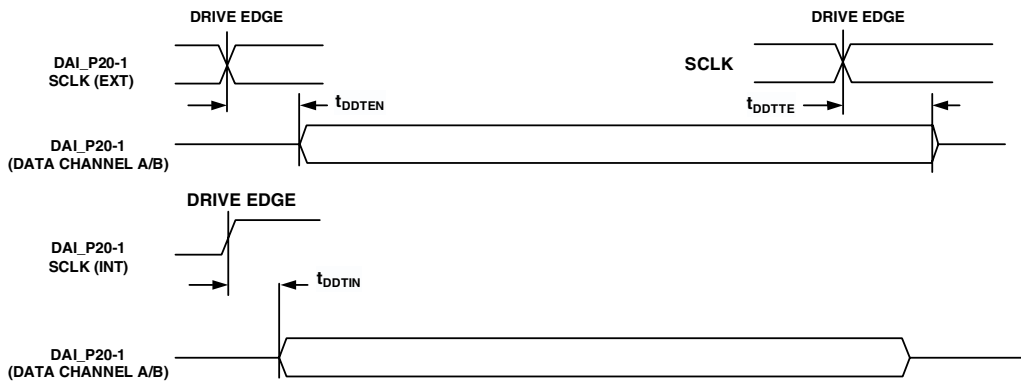 DRIVE EDGE
DRIVE EDGE
DAI_P20-1
SCLK (EXT)
SCLK
tDDTEN
tDDTTE
DAI_P20-1
(DATA CHANNEL A/B)
DRIVE EDGE
DAI_P20-1
SCLK (INT)
tDDTIN
DAI_P20-1
(DATA CHANNEL A/B)